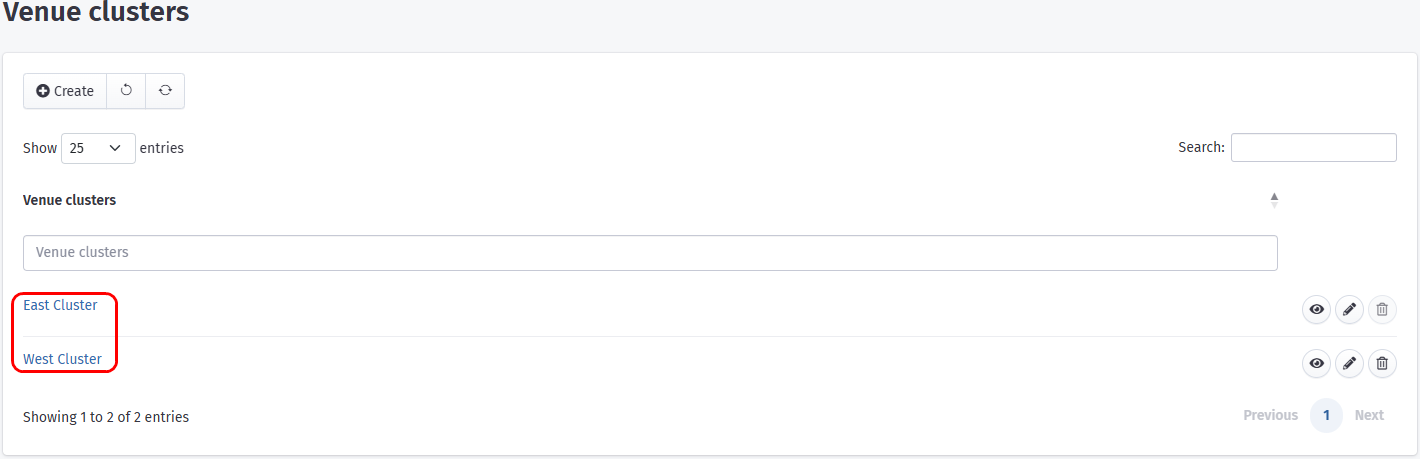 Venue clusters
Create
Show 25 entries
Search:
Venue clusters
Venue clusters
East Cluster
West Cluster
Showing 1 to 2 of 2 entries
Previous 1 Next